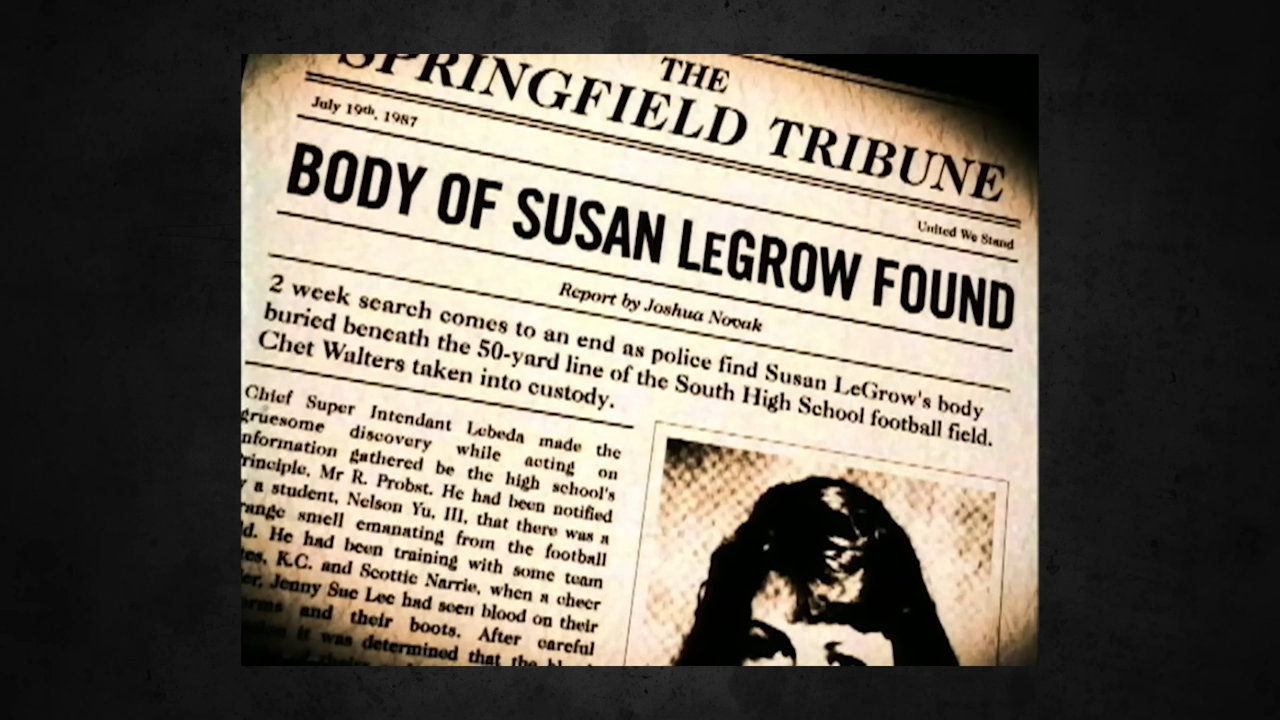 THE
SPRINGFIELD TRIBUNE
July 19th, 1987
United We Stand
BODY OF SUSAN LEGROW FOUND
Report by Joshua Novak
2 week search comes to an end as police find Susan LeGrow's body
buried beneath the 50-yard line of the South High School football field.
Chet Walters taken into custody.
Chief Super Intendant Lebeda made the
gruesome discovery while acting on
information gathered be the high school's
principle, Mr R. Probst. He had been notified
a student, Nelson Yu, III, that there was a
smell emanating from the football
He had been training with some team
K.C. and Scottie Narrie, when a cheer
Jenny Sue Lee had seen blood on their
and their boots. After careful
it was determined that the